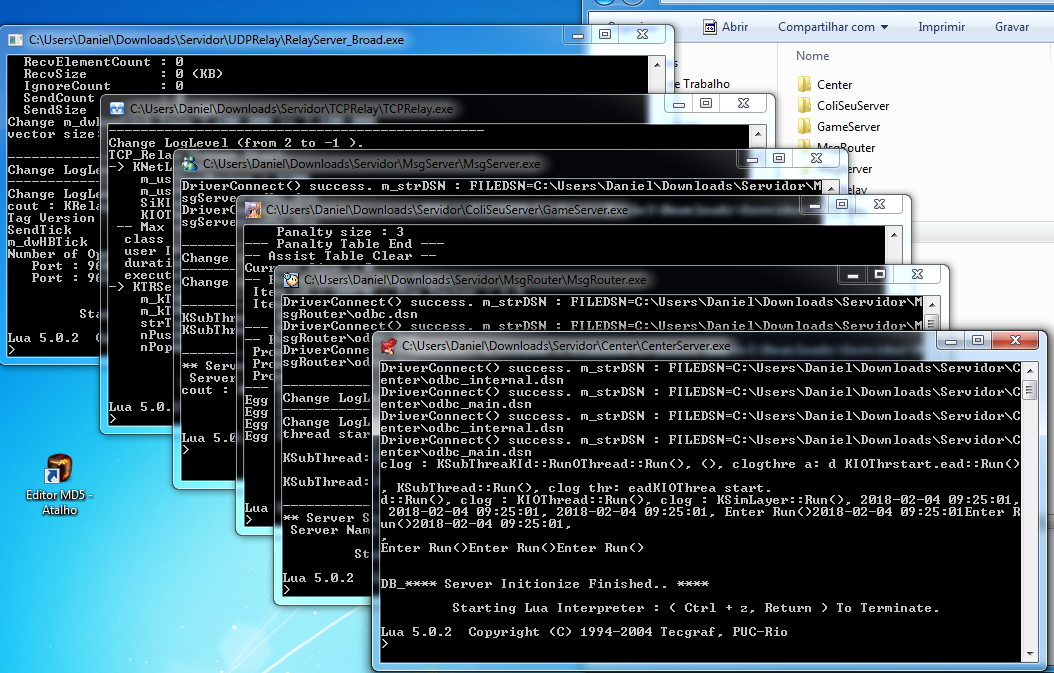 Abrir
Compartilhar com
Imprimir
Gravar
Nome
Center
ColiSeuServer
GameServer
MsgRouter
e Trabalho
C:\Users\Daniel\Downloads\Servidor\UDPRelay\RelayServer_Broad.exe
RecvElementCount : 0
RecvSize : 0 (KB)
IgnoreCount : 0
SendCount
SendSize
Change m_dwH
vector size:
Change LogLe
Change LogLe
cout : KRela
Tag Version
SendTick
m_dwHBTick
Number of Op
Port : 90
Port : 90
Sta
Lua 5.0.2 (
>
C:\Users\Daniel\Downloads\Servidor\TCPRelay\TCPRelay.exe
Change LogLevel (from 2 to -1 ).
TCP_Rela
-> KNetL
m_us
m_us
SiKI
KIOT
-- Max
class
user I
durati
execut
-> KTRSe
m_kT
m_kT
strT
nPus
nPop
Lua 5.0.
>
C:\Users\Daniel\Downloads\Servidor\MsgServer\MsgServer.exe
DriverConnect() success. m_strDSN : FILEDSN=C:\Users\Daniel\Downloads\Servidor\M
sgServe
DriverC
sgServe
Change
Change
KSubThr
KSubThr
** Serv
Server
cout :
Lua 5.0
>
C:\Users\Daniel\Downloads\Servidor\ColiSeuServer\GameServer.exe
Panalty size : 3
--- Panalty Table End ---
-- Assist Table Clear --
Curr
Ite
Ite
Pro
Pro
Pro
Egg
Egg
Egg
Egg
Lua
>
C:\Users\Daniel\Downloads\Servidor\MsgRouter\MsgRouter.exe
DriverConnect() success. m_strDSN : FILEDSN=C:\Users\Daniel\Downloads\Servidor\M
sgRouter\odbc.dsn
DriverConnect() success. m_strDSN : FILEDSN=C:\Users\Daniel\Downloads\Servidor\M
sgRouter\od
DriverConne
sgRouter\od
Change LogL
Change LogL
thread star
KSubThread:
KSubThread:
** Server S
Server Nam
St
Lua 5.0.2
>
C:\Users\Daniel\Downloads\Servidor\Center\CenterServer.exe
DriverConnect() success. m_strDSN : FILEDSN=C:\Users\Daniel\Downloads\Servidor\C
enter\odbc_internal.dsn
DriverConnect() success. m_strDSN : FILEDSN=C:\Users\Daniel\Downloads\Servidor\C
enter\odbc_main.dsn
DriverConnect() success. m_strDSN : FILEDSN=C:\Users\Daniel\Downloads\Servidor\C
enter\odbc_internal.dsn
DriverConnect() success. m_strDSN : FILEDSN=C:\Users\Daniel\Downloads\Servidor\C
enter\odbc_main.dsn
clog : KSubThreaKId::RunOThread::Run(), (), clogthre a: d KIOThrstart.ead::Run()
, KSubThread::Run(), clog thr: eadKIOThrea start.
d::Run(), clog : KIOThread::Run(), clog : KSimLayer::Run(), 2018-02-04 09:25:01,
2018-02-04 09:25:01, 2018-02-04 09:25:01, Enter Run()2018-02-04 09:25:01Enter R
un()2018-02-04 09:25:01,
,
Enter Run()Enter Run()Enter Run()
DB_**** Server Initionize Finished.. ****
Starting Lua Interpreter : ( Ctrl + z, Return ) To Terminate.
Lua 5.0.2 Copyright (C) 1994-2004 Tecgraf, PUC-Rio
>
Editor MD5 -
Atalho